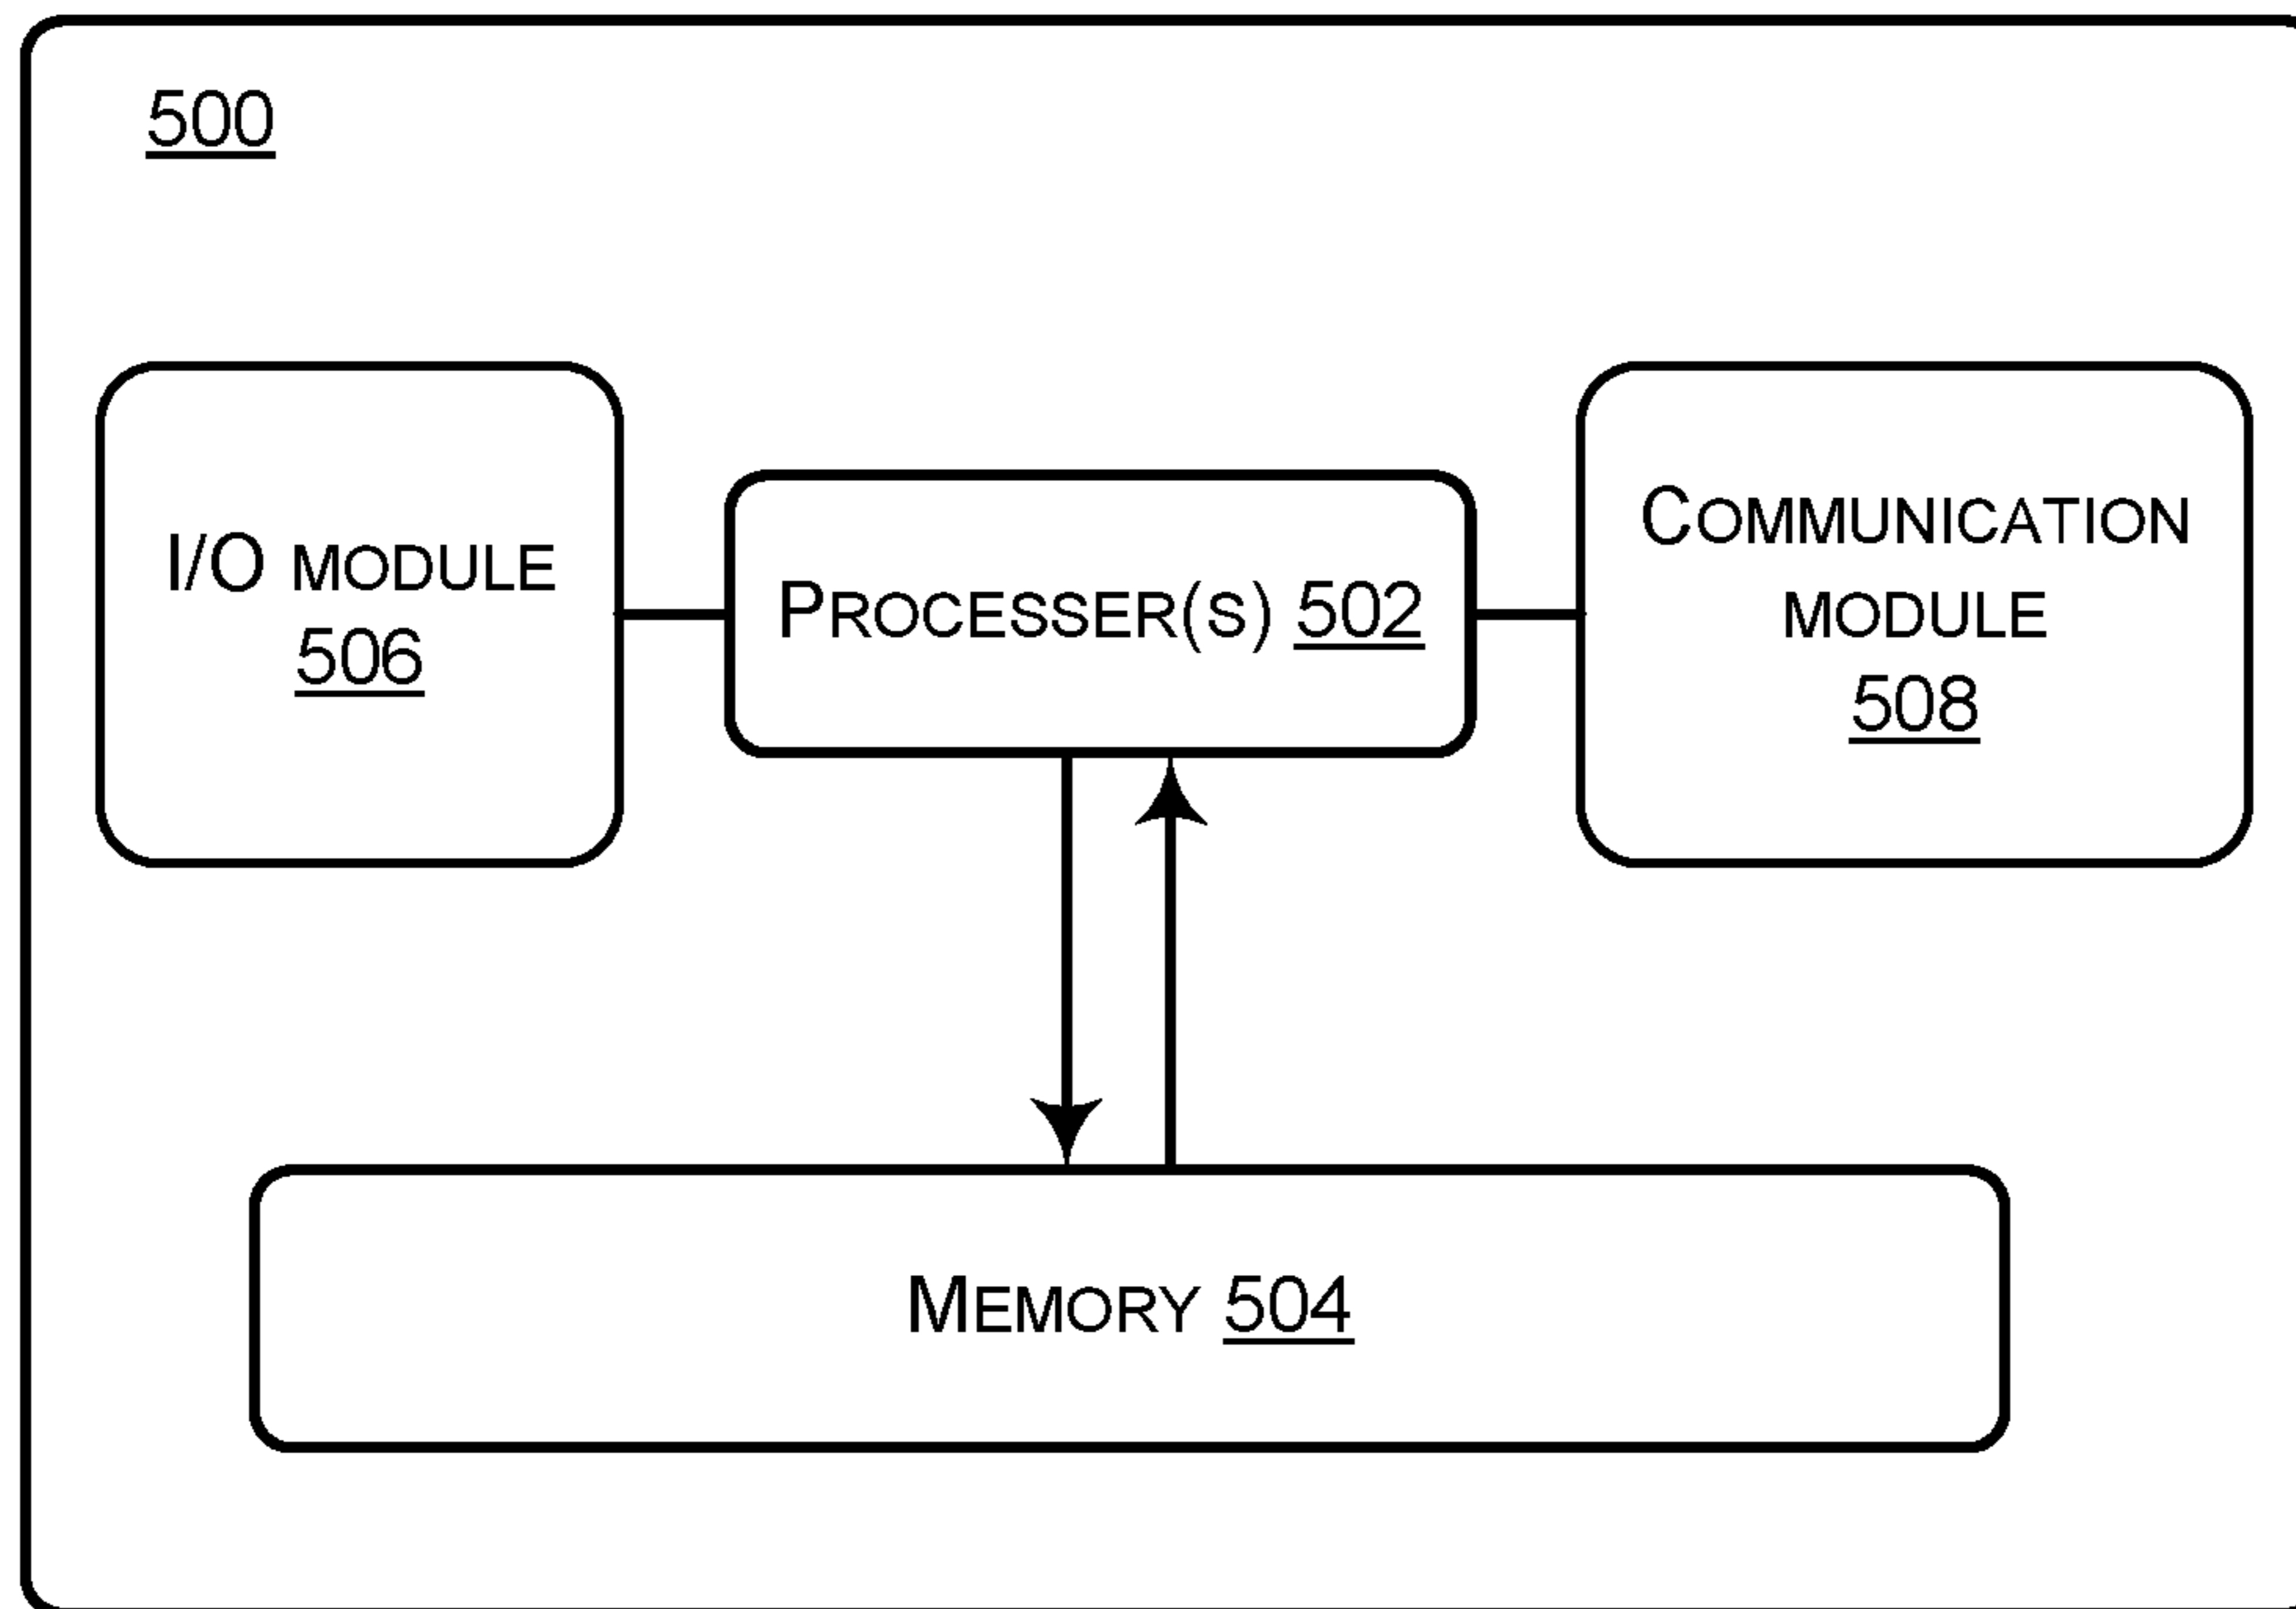 500
I/O MODULE
506
PROCESSER(S) 502
COMMUNICATION
MODULE
508
MEMORY 504